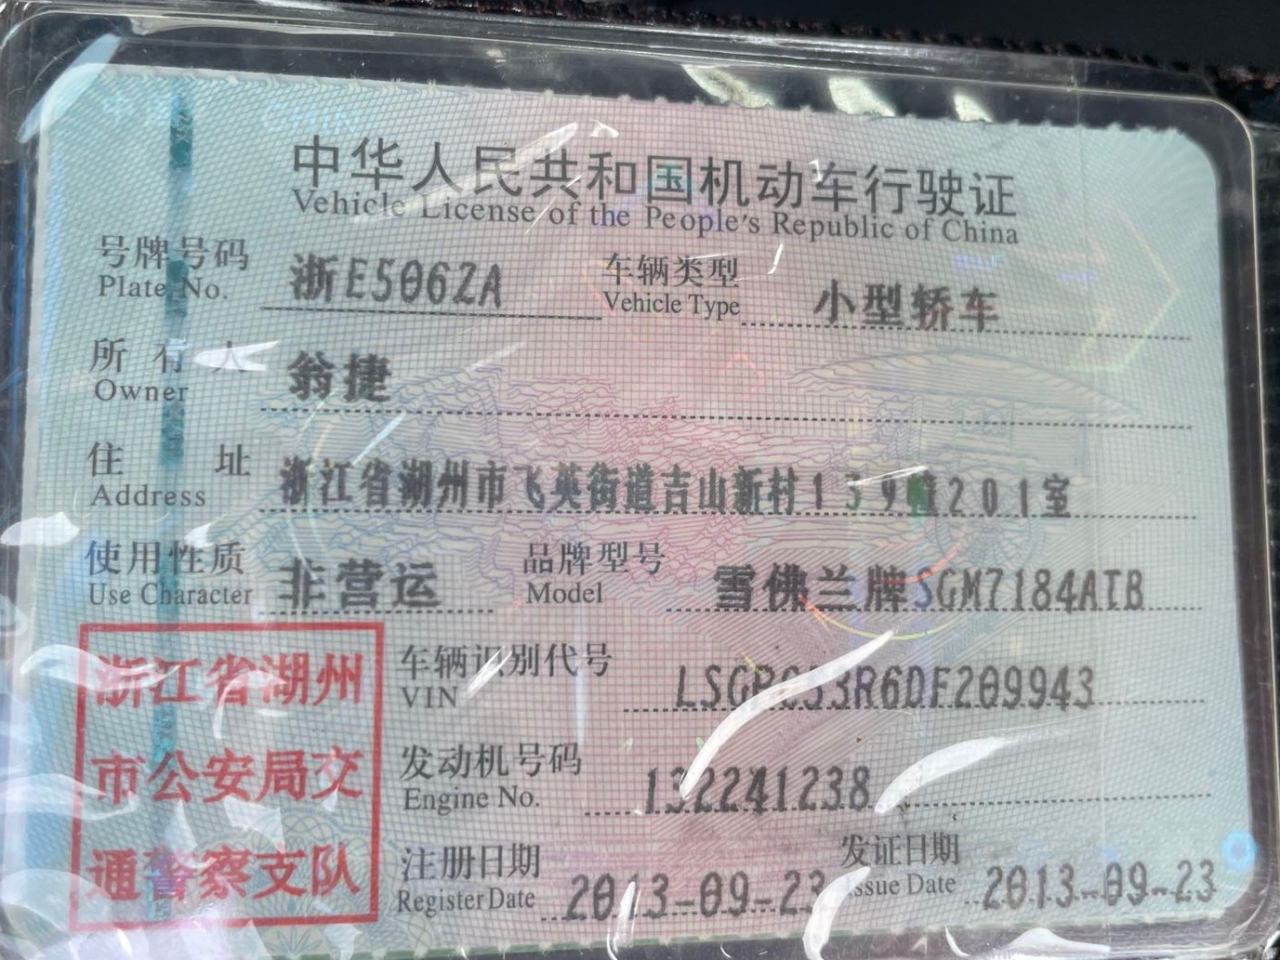 中华人民共和国机动车行驶证
Vehicle License of the People's Republic of China
号牌号码 浙E506ZA 车辆类型 小型轿车
Plate No. Vehicle Type
所有人 翁捷
Owner
住址 浙江省湖州市飞英街道吉山新村139幢201室
Address
使用性质 非营运 品牌型号 雪佛兰牌SGM7184ATB
Use Character Model
浙江省湖州
市公安局交
通警察支队
车辆识别代号
VIN
发动机号码 132241238
Engine No.
注册日期 2013-09-23 发证日期 2013-09-23
Register Date Issue Date